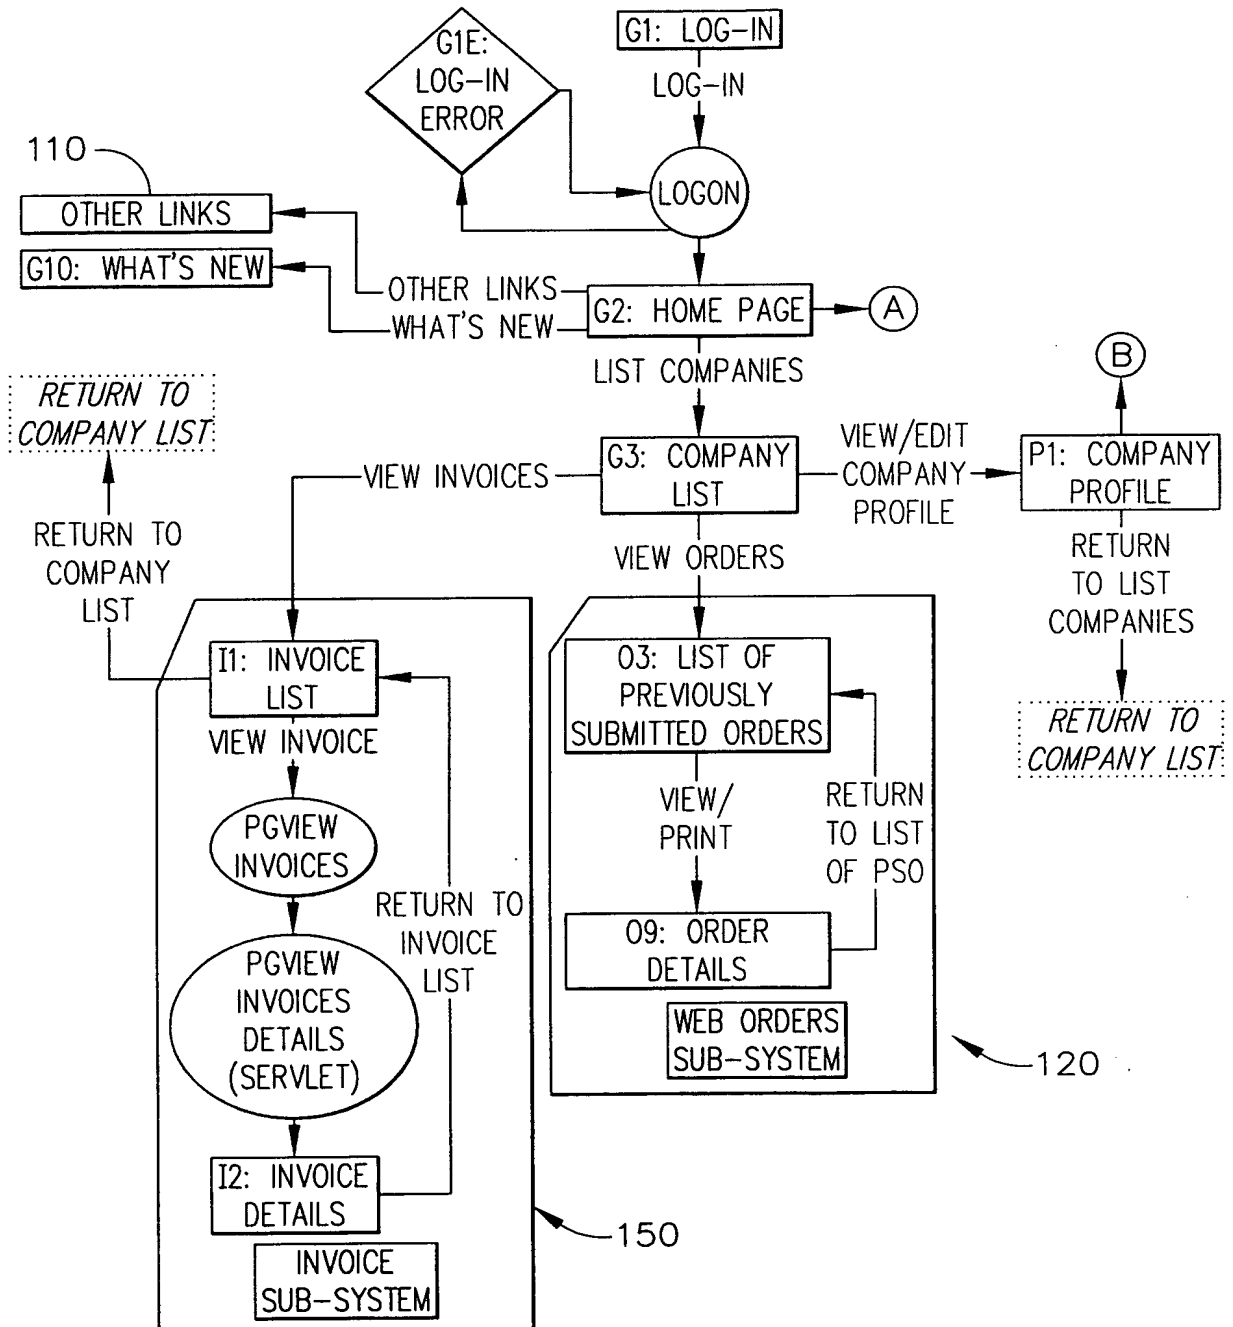 G1E:
LOG-IN
ERROR
G1: LOG-IN
LOG-IN
LOGON
110
OTHER LINKS
G10: WHAT'S NEW
OTHER LINKS
WHAT'S NEW
G2: HOME PAGE
A
LIST COMPANIES
B
RETURN TO
COMPANY LIST
VIEW INVOICES
G3: COMPANY
LIST
VIEW/EDIT
COMPANY
PROFILE
P1: COMPANY
PROFILE
RETURN TO
COMPANY
LIST
VIEW ORDERS
RETURN
TO LIST
COMPANIES
I1: INVOICE
LIST
O3: LIST OF
PREVIOUSLY
SUBMITTED ORDERS
RETURN TO
COMPANY LIST
VIEW INVOICE
VIEW/
PRINT
RETURN
TO LIST
OF PSO
PGVIEW
INVOICES
RETURN TO
INVOICE
LIST
O9: ORDER
DETAILS
PGVIEW
INVOICES
DETAILS
(SERVLET)
WEB ORDERS
SUB-SYSTEM
120
I2: INVOICE
DETAILS
150
INVOICE
SUB-SYSTEM